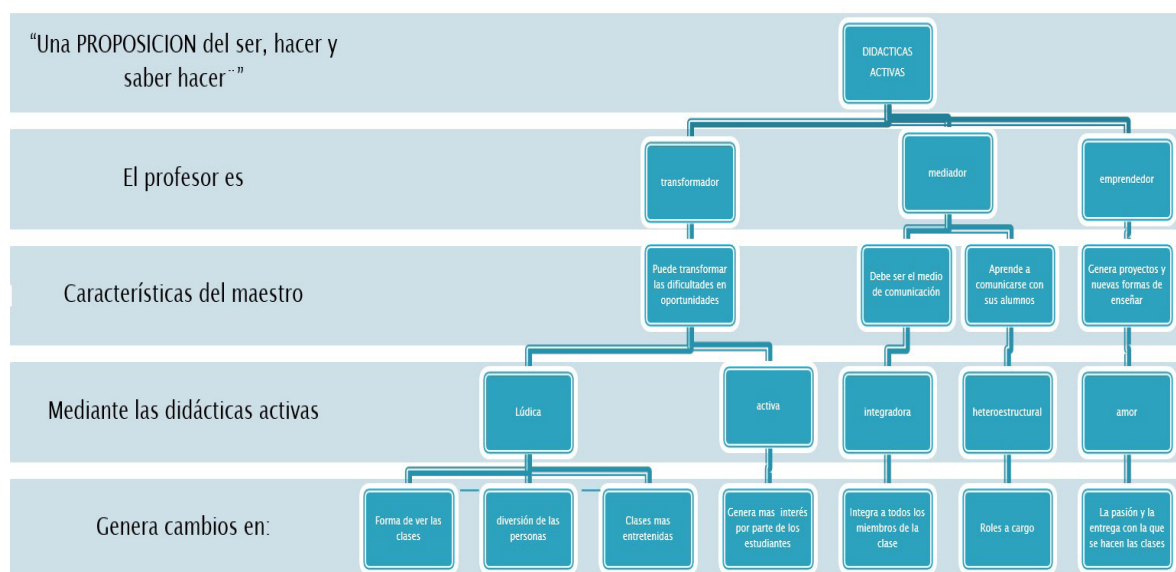 “Una PROPOSICION del ser, hacer y
saber hacer¨”
DIDACTICAS
ACTIVAS
El profesor es
transformador
mediador
emprendedor
Características del maestro
Puede transformar
las dificultades en
oportunidades
Debe ser el medio
de comunicación
Aprende a
comunicarse con
sus alumnos
Genera proyectos y
nuevas formas de
enseñar
Mediante las didácticas activas
Lúdica
activa
integradora
heteroestructural
amor
Genera cambios en:
Forma de ver las
clases
diversión de las
personas
Clases mas
entretenidas
Genera mas interés
por parte de los
estudiantes
Integra a todos los
miembros de la
clase
Roles a cargo
La pasión y la
entrega con la que
se hacen las clases